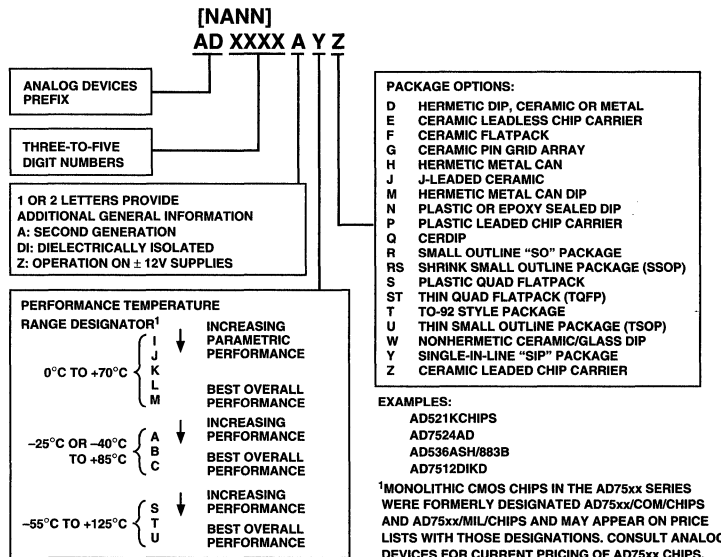 [NANN]
AD XXXX A Y Z
ANALOG DEVICES
PREFIX
THREE-TO-FIVE
DIGIT NUMBERS
1 OR 2 LETTERS PROVIDE
ADDITIONAL GENERAL INFORMATION
A: SECOND GENERATION
DI: DIELECTRICALLY ISOLATED
Z: OPERATION ON ± 12V SUPPLIES
PERFORMANCE TEMPERATURE
RANGE DESIGNATOR¹
0°C TO +70°C
I
J
K
L
M
INCREASING
PARAMETRIC
PERFORMANCE
BEST OVERALL
PERFORMANCE
–25°C OR –40°C
TO +85°C
A
B
C
INCREASING
PERFORMANCE
BEST OVERALL
PERFORMANCE
–55°C TO +125°C
S
T
U
INCREASING
PERFORMANCE
BEST OVERALL
PERFORMANCE
PACKAGE OPTIONS:
D HERMETIC DIP, CERAMIC OR METAL
E CERAMIC LEADLESS CHIP CARRIER
F CERAMIC FLATPACK
G CERAMIC PIN GRID ARRAY
H HERMETIC METAL CAN
J J-LEADED CERAMIC
M HERMETIC METAL CAN DIP
N PLASTIC OR EPOXY SEALED DIP
P PLASTIC LEADED CHIP CARRIER
Q CERDIP
R SMALL OUTLINE “SO” PACKAGE
RS SHRINK SMALL OUTLINE PACKAGE (SSOP)
S PLASTIC QUAD FLATPACK
ST THIN QUAD FLATPACK (TQFP)
T TO-92 STYLE PACKAGE
U THIN SMALL OUTLINE PACKAGE (TSOP)
W NONHERMETIC CERAMIC/GLASS DIP
Y SINGLE-IN-LINE “SIP” PACKAGE
Z CERAMIC LEADED CHIP CARRIER
EXAMPLES:
AD521KCHIPS
AD7524AD
AD536ASH/883B
AD7512DIKD
¹MONOLITHIC CMOS CHIPS IN THE AD75xx SERIES
WERE FORMERLY DESIGNATED AD75xx/COM/CHIPS
AND AD75xx/MIL/CHIPS AND MAY APPEAR ON PRICE
LISTS WITH THOSE DESIGNATIONS. CONSULT ANALOG
DEVICES FOR CURRENT PRICING OF AD75xx CHIPS.